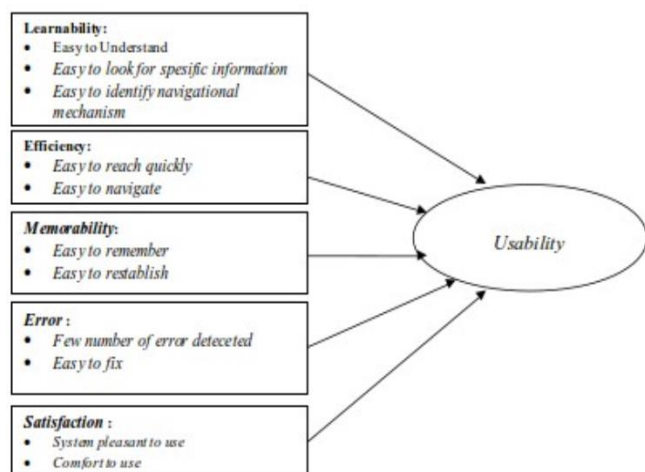 Learnability:
• Easy to Understand
• Easy to look for spesific information
• Easy to identify navigational
mechanism
Efficiency:
• Easy to reach quickly
• Easy to navigate
Memorability:
• Easy to remember
• Easy to restablish
Error :
• Few number of error deteceted
• Easy to fix
Satisfaction :
• System pleasant to use
• Comfort to use
Usability